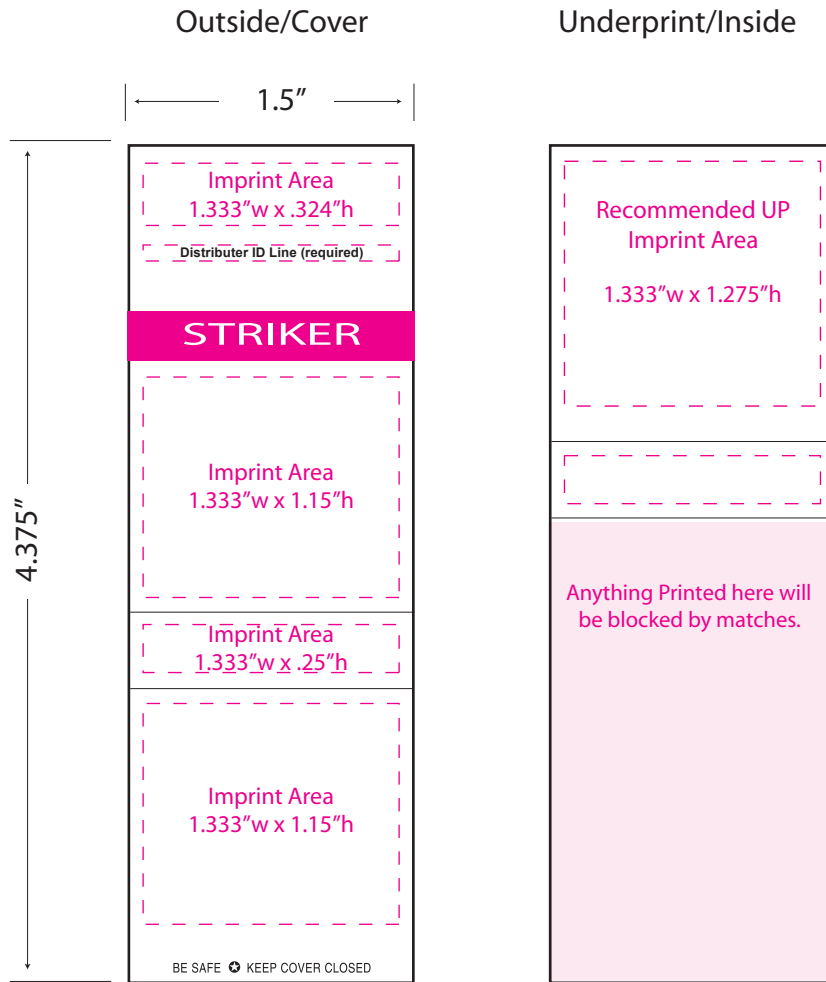 Outside/Cover
1.5”
4.375”
Imprint Area
1.333”w x .324”h
Distributer ID Line (required)
STRIKER
Imprint Area
1.333”w x 1.15”h
Imprint Area
1.333”w x .25”h
Imprint Area
1.333”w x 1.15”h
BE SAFE ✪ KEEP COVER CLOSED
Underprint/Inside
Recommended UP
Imprint Area
1.333”w x 1.275”h
Anything Printed here will
be blocked by matches.